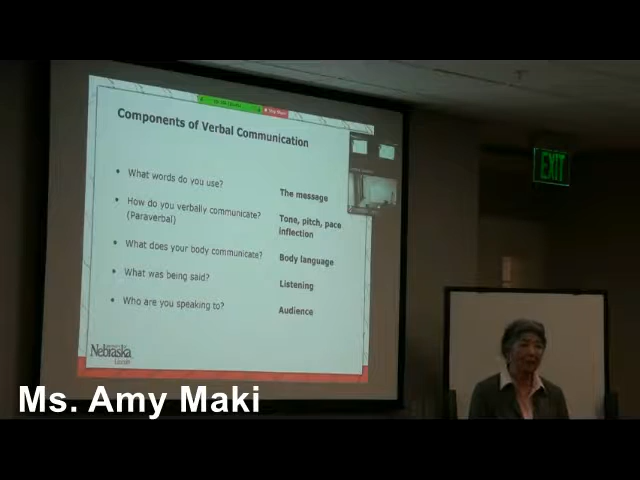 Components of Verbal Communication
• What words do you use? The message
• How do you verbally communicate? Tone, pitch, pace
(Paraverbal) inflection
• What does your body communicate? Body language
• What was being said? Listening
• Who are you speaking to? Audience
Nebraska
Lincoln
EXIT
Ms. Amy Maki